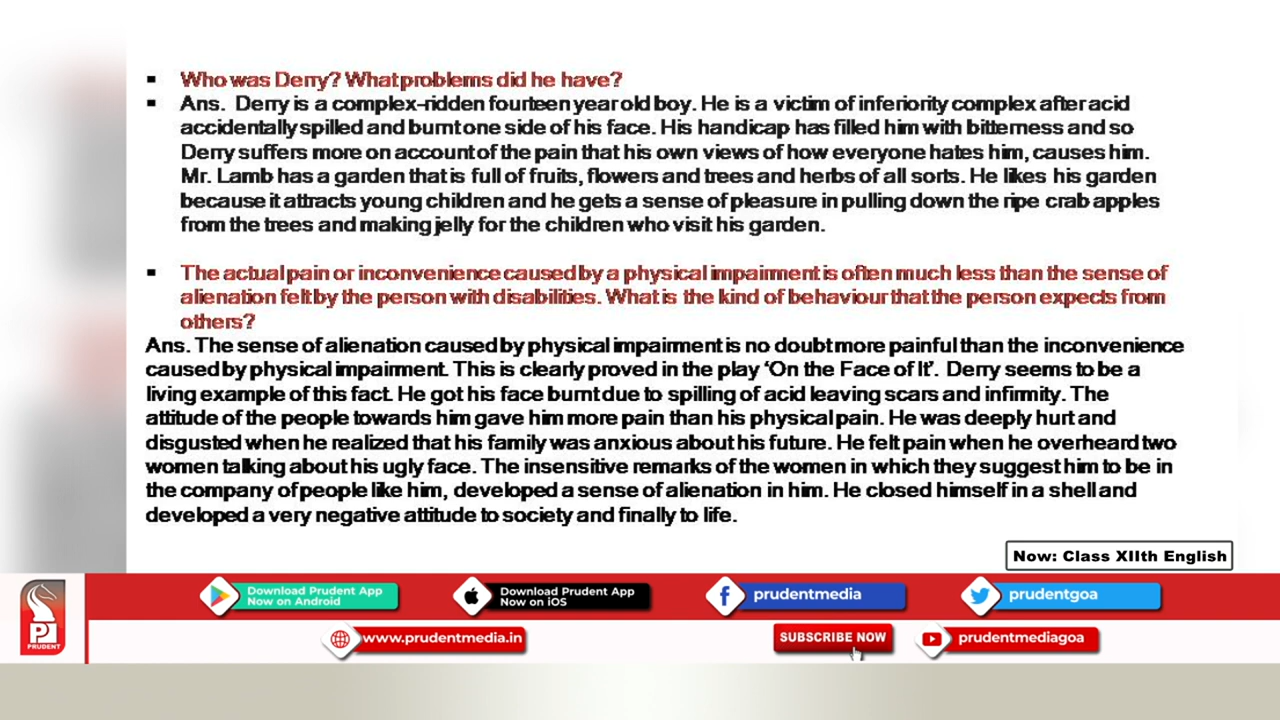 ▪ Who was Derry? What problems did he have?
▪ Ans. Derry is a complex-ridden fourteen year old boy. He is a victim of inferiority complex after acid
accidentally spilled and burnt one side of his face. His handicap has filled him with bitterness and so
Derry suffers more on account of the pain that his own views of how everyone hates him, causes him.
Mr. Lamb has a garden that is full of fruits, flowers and trees and herbs of all sorts. He likes his garden
because it attracts young children and he gets a sense of pleasure in pulling down the ripe crab apples
from the trees and making jelly for the children who visit his garden.
▪ The actual pain or inconvenience caused by a physical impairment is often much less than the sense of
alienation felt by the person with disabilities. What is the kind of behaviour that the person expects from
others?
Ans. The sense of alienation caused by physical impairment is no doubt more painful than the inconvenience
caused by physical impairment. This is clearly proved in the play 'On the Face of It'. Derry seems to be a
living example of this fact. He got his face burnt due to spilling of acid leaving scars and infirmity. The
attitude of the people towards him gave him more pain than his physical pain. He was deeply hurt and
disgusted when he realized that his family was anxious about his future. He felt pain when he overheard two
women talking about his ugly face. The insensitive remarks of the women in which they suggest him to be in
the company of people like him, developed a sense of alienation in him. He closed himself in a shell and
developed a very negative attitude to society and finally to life.
Now: Class XIIth English
Download Prudent App
Now on Android
Download Prudent App
Now on iOS
prudentmedia
prudentgoa
PRUDENT
www.prudentmedia.in
SUBSCRIBE NOW
prudentmediagoa